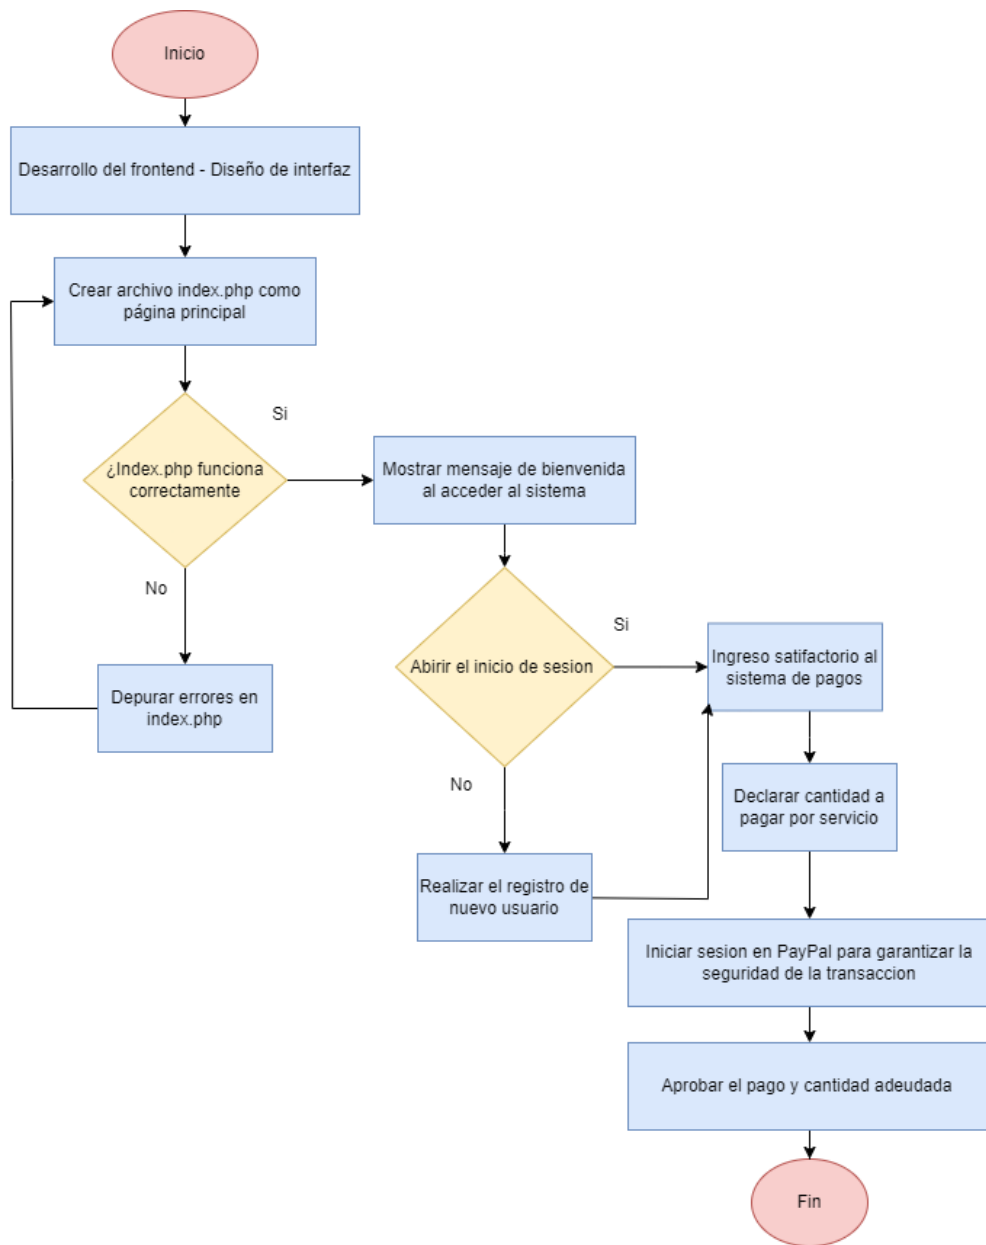 Inicio
Desarrollo del frontend - Diseño de interfaz
Crear archivo index.php como
página principal
Si
¿Index.php funciona
correctamente
Mostrar mensaje de bienvenida
al acceder al sistema
No
Si
Abirir el inicio de sesion
Ingreso satifactorio al
sistema de pagos
Depurar errores en
index.php
No
Declarar cantidad a
pagar por servicio
Realizar el registro de
nuevo usuario
Iniciar sesion en PayPal para garantizar la
seguridad de la transaccion
Aprobar el pago y cantidad adeudada
Fin